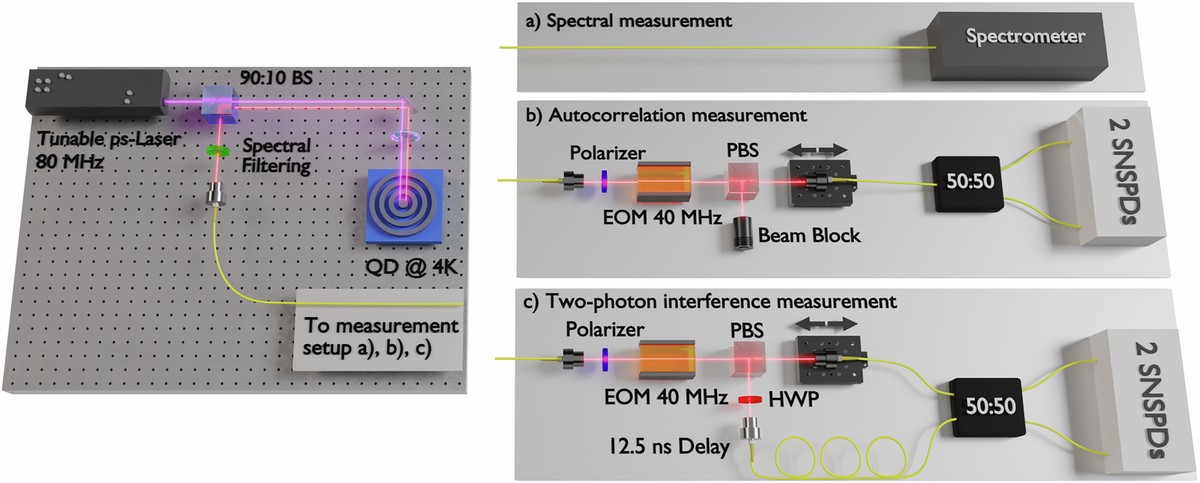 90:10 BS
Tunable ps-Laser
80 MHz
Spectral
Filtering
QD @ 4K
To measurement
setup a), b), c)
a) Spectral measurement
Spectrometer
b) Autocorrelation measurement
Polarizer
PBS
EOM 40 MHz
Beam Block
50:50
2 SNSPDs
c) Two-photon interference measurement
Polarizer
PBS
EOM 40 MHz
HWP
12.5 ns Delay
50:50
2 SNSPDs